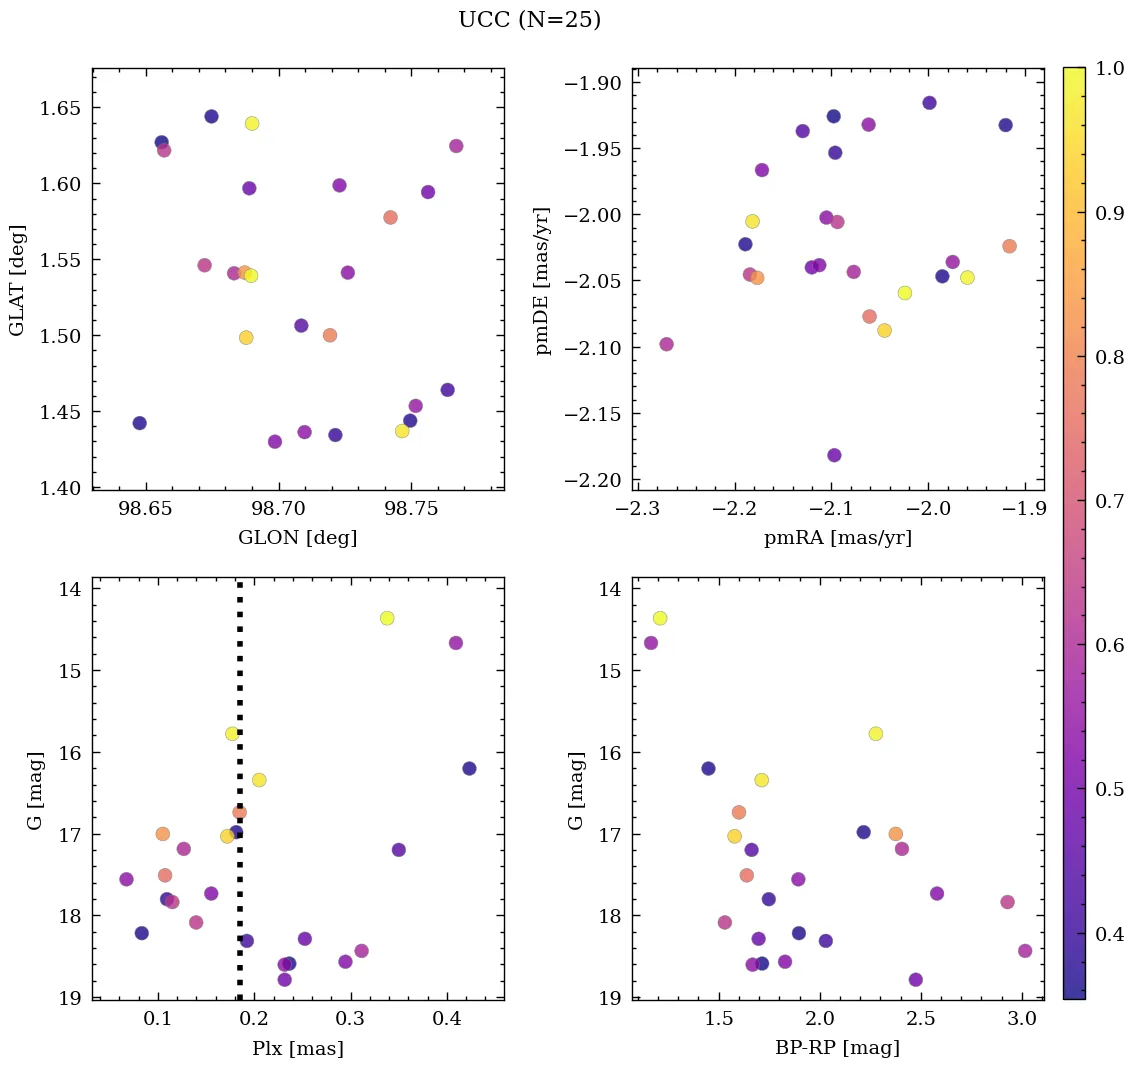 UCC (N=25)
1.65
1.60
1.55
1.50
1.45
1.40
GLAT [deg]
98.65 98.70 98.75
GLON [deg]
−1.90
−1.95
−2.00
−2.05
−2.10
−2.15
−2.20
pmDE [mas/yr]
−2.3 −2.2 −2.1 −2.0 −1.9
pmRA [mas/yr]
14
15
16
17
18
19
G [mag]
0.1 0.2 0.3 0.4
Plx [mas]
14
15
16
17
18
19
G [mag]
1.5 2.0 2.5 3.0
BP-RP [mag]
1.0
0.9
0.8
0.7
0.6
0.5
0.4